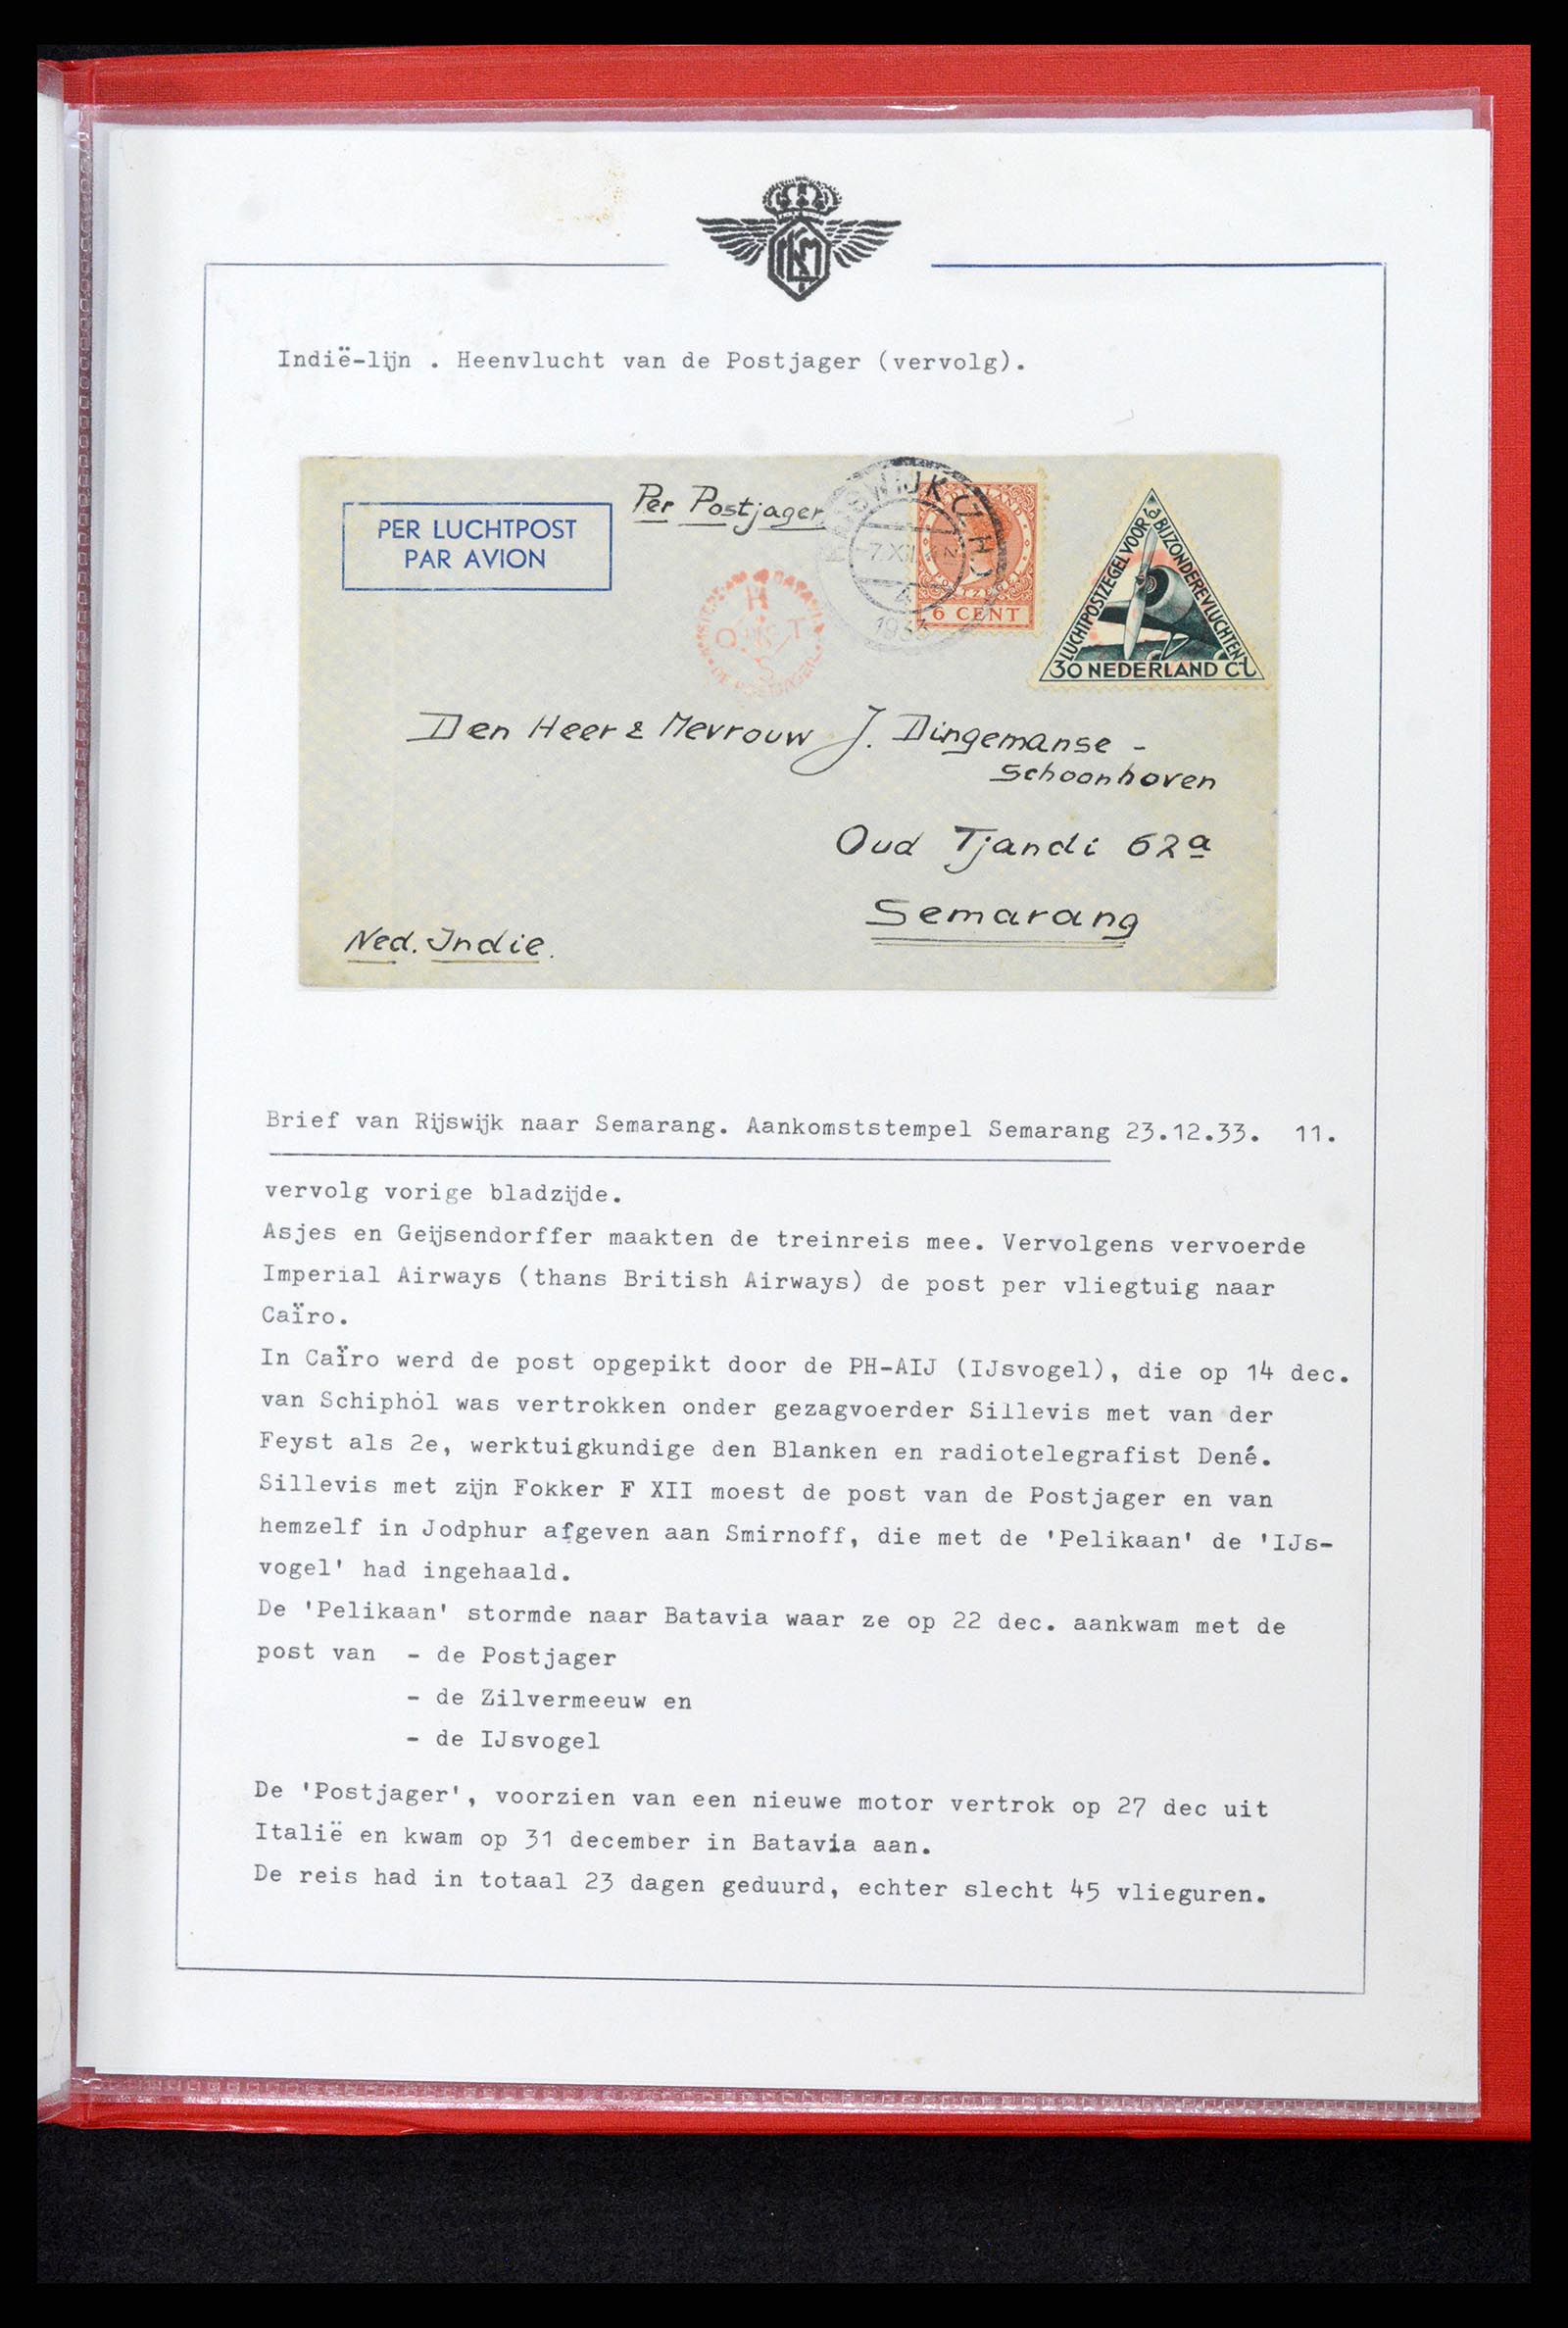 KLM
Indië-lijn . Heenvlucht van de Postjager (vervolg).
PER LUCHTPOST
PAR AVION
Per Postjager
RIJSWIJK (Z.H.)
7.XII
4
1933
6 CENT
LUCHTPOSTZEGEL VOOR BIJZONDERE VLUCHTEN
30 NEDERLAND Ct
BATAVIA
H
DE POSTJAGER
Den Heer & Mevrouw J. Dingemanse -
Schoonhoven
Oud Tjandi 62a
Semarang
Ned. Indie.
Brief van Rijswijk naar Semarang. Aankomststempel Semarang 23.12.33. 11.
vervolg vorige bladzijde.
Asjes en Geijsendorffer maakten de treinreis mee. Vervolgens vervoerde
Imperial Airways (thans British Airways) de post per vliegtuig naar
Caïro.
In Caïro werd de post opgepikt door de PH-AIJ (IJsvogel), die op 14 dec.
van Schiphol was vertrokken onder gezagvoerder Sillevis met van der
Feyst als 2e, werktuigkundige den Blanken en radiotelegrafist Dené.
Sillevis met zijn Fokker F XII moest de post van de Postjager en van
hemzelf in Jodphur afgeven aan Smirnoff, die met de 'Pelikaan' de 'IJs-
vogel' had ingehaald.
De 'Pelikaan' stormde naar Batavia waar ze op 22 dec. aankwam met de
post van - de Postjager
- de Zilvermeeuw en
- de IJsvogel
De 'Postjager', voorzien van een nieuwe motor vertrok op 27 dec uit
Italië en kwam op 31 december in Batavia aan.
De reis had in totaal 23 dagen geduurd, echter slecht 45 vlieguren.